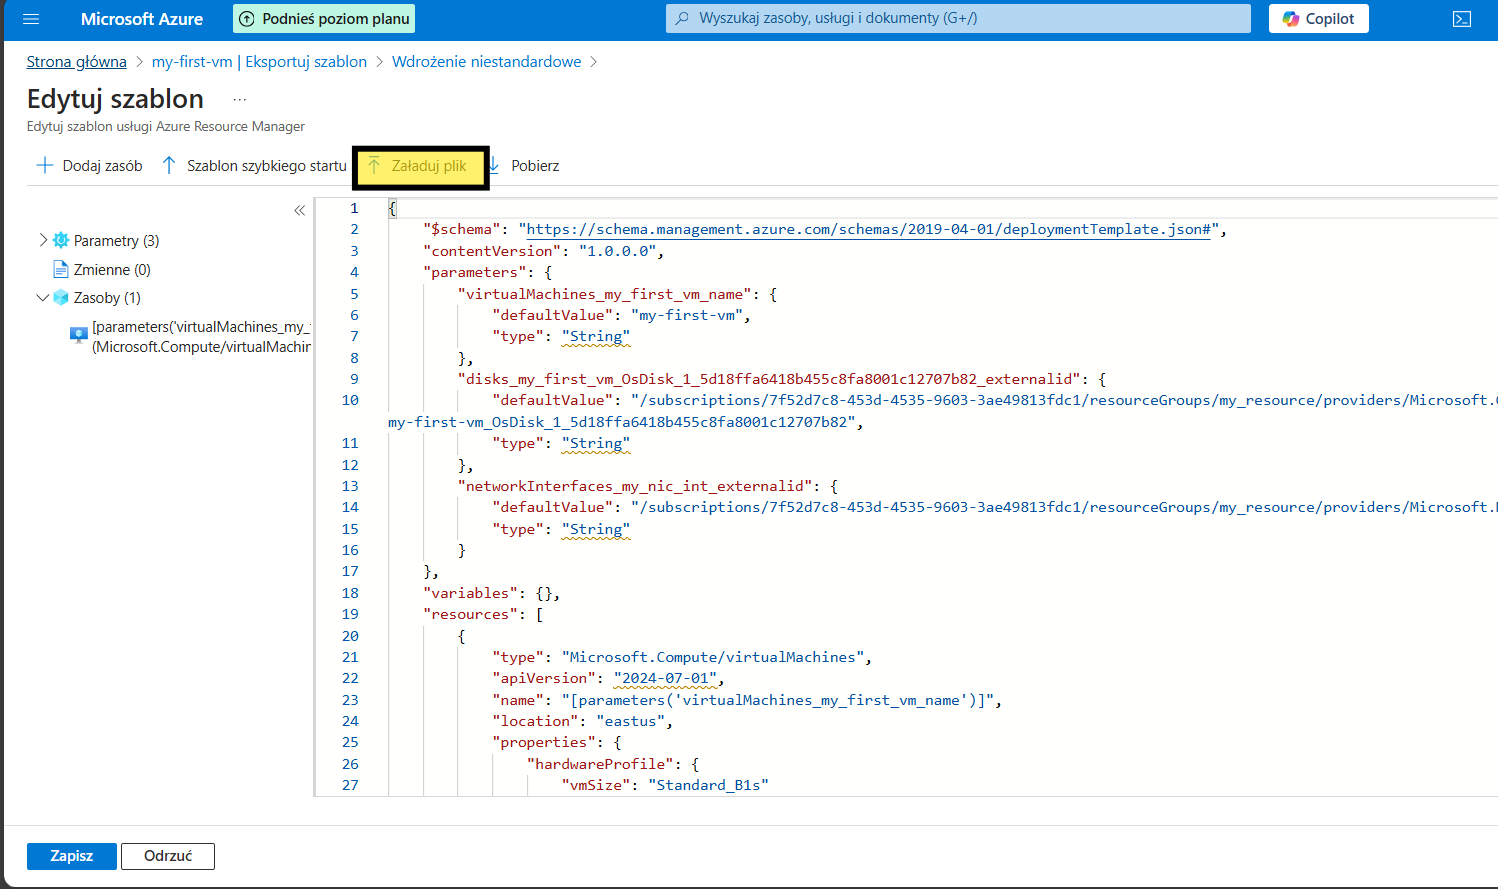 Microsoft Azure
Podnieś poziom planu
Wyszukaj zasoby, usługi i dokumenty (G+/)
Copilot
Strona główna > my-first-vm | Eksportuj szablon > Wdrożenie niestandardowe >
Edytuj szablon ...
Edytuj szablon usługi Azure Resource Manager
Dodaj zasób
Szablon szybkiego startu
Załaduj plik
Pobierz
Parametry (3)
Zmienne (0)
Zasoby (1)
[parameters('virtualMachines_my_
(Microsoft.Compute/virtualMachin
1 {
2 "$schema": "https://schema.management.azure.com/schemas/2019-04-01/deploymentTemplate.json#",
3 "contentVersion": "1.0.0.0",
4 "parameters": {
5 "virtualMachines_my_first_vm_name": {
6 "defaultValue": "my-first-vm",
7 "type": "String"
8 },
9 "disks_my_first_vm_OsDisk_1_5d18ffa6418b455c8fa8001c12707b82_externalid": {
10 "defaultValue": "/subscriptions/7f52d7c8-453d-4535-9603-3ae49813fdc1/resourceGroups/my_resource/providers/Microsoft.
my-first-vm_OsDisk_1_5d18ffa6418b455c8fa8001c12707b82",
11 "type": "String"
12 },
13 "networkInterfaces_my_nic_int_externalid": {
14 "defaultValue": "/subscriptions/7f52d7c8-453d-4535-9603-3ae49813fdc1/resourceGroups/my_resource/providers/Microsoft.
15 "type": "String"
16 }
17 },
18 "variables": {},
19 "resources": [
20 {
21 "type": "Microsoft.Compute/virtualMachines",
22 "apiVersion": "2024-07-01",
23 "name": "[parameters('virtualMachines_my_first_vm_name')]",
24 "location": "eastus",
25 "properties": {
26 "hardwareProfile": {
27 "vmSize": "Standard_B1s"
Zapisz
Odrzuć